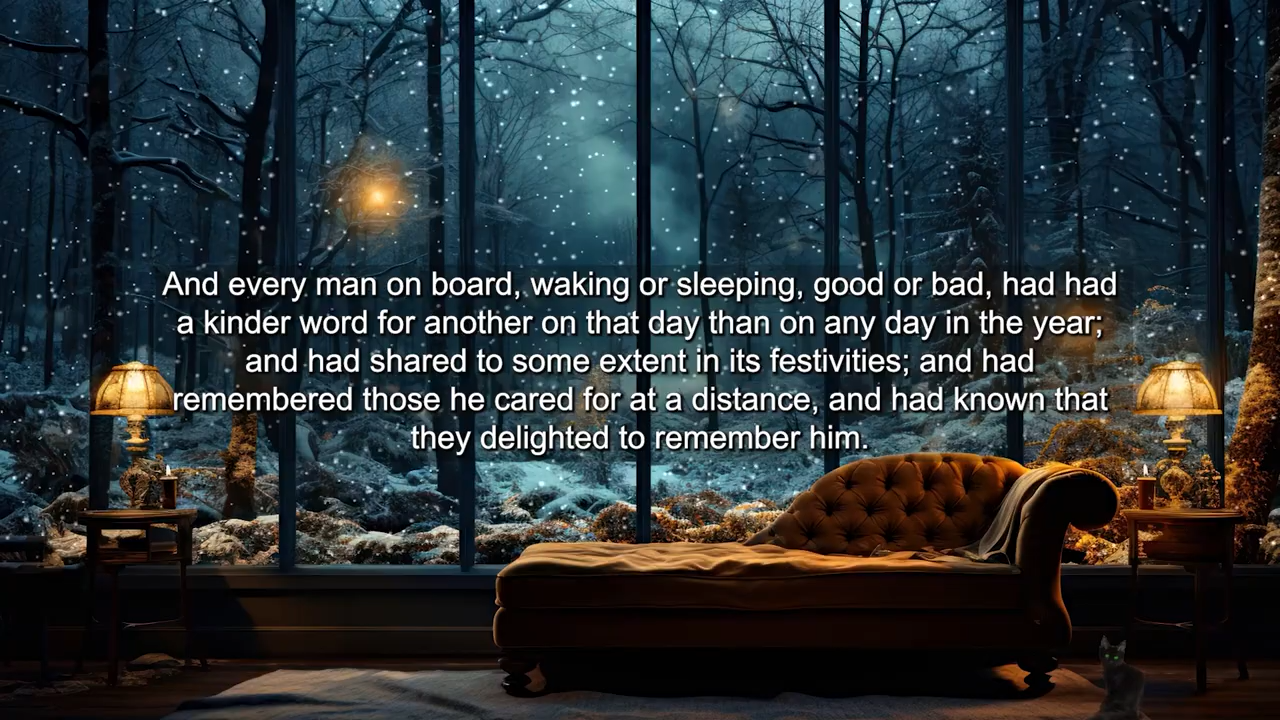 And every man on board, waking or sleeping, good or bad, had had
a kinder word for another on that day than on any day in the year;
and had shared to some extent in its festivities; and had
remembered those he cared for at a distance, and had known that
they delighted to remember him.